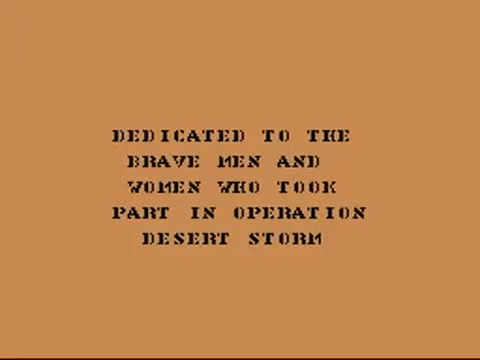 DEDICATED TO THE
BRAVE MEN AND
WOMEN WHO TOOK
PART IN OPERATION
DESERT STORM